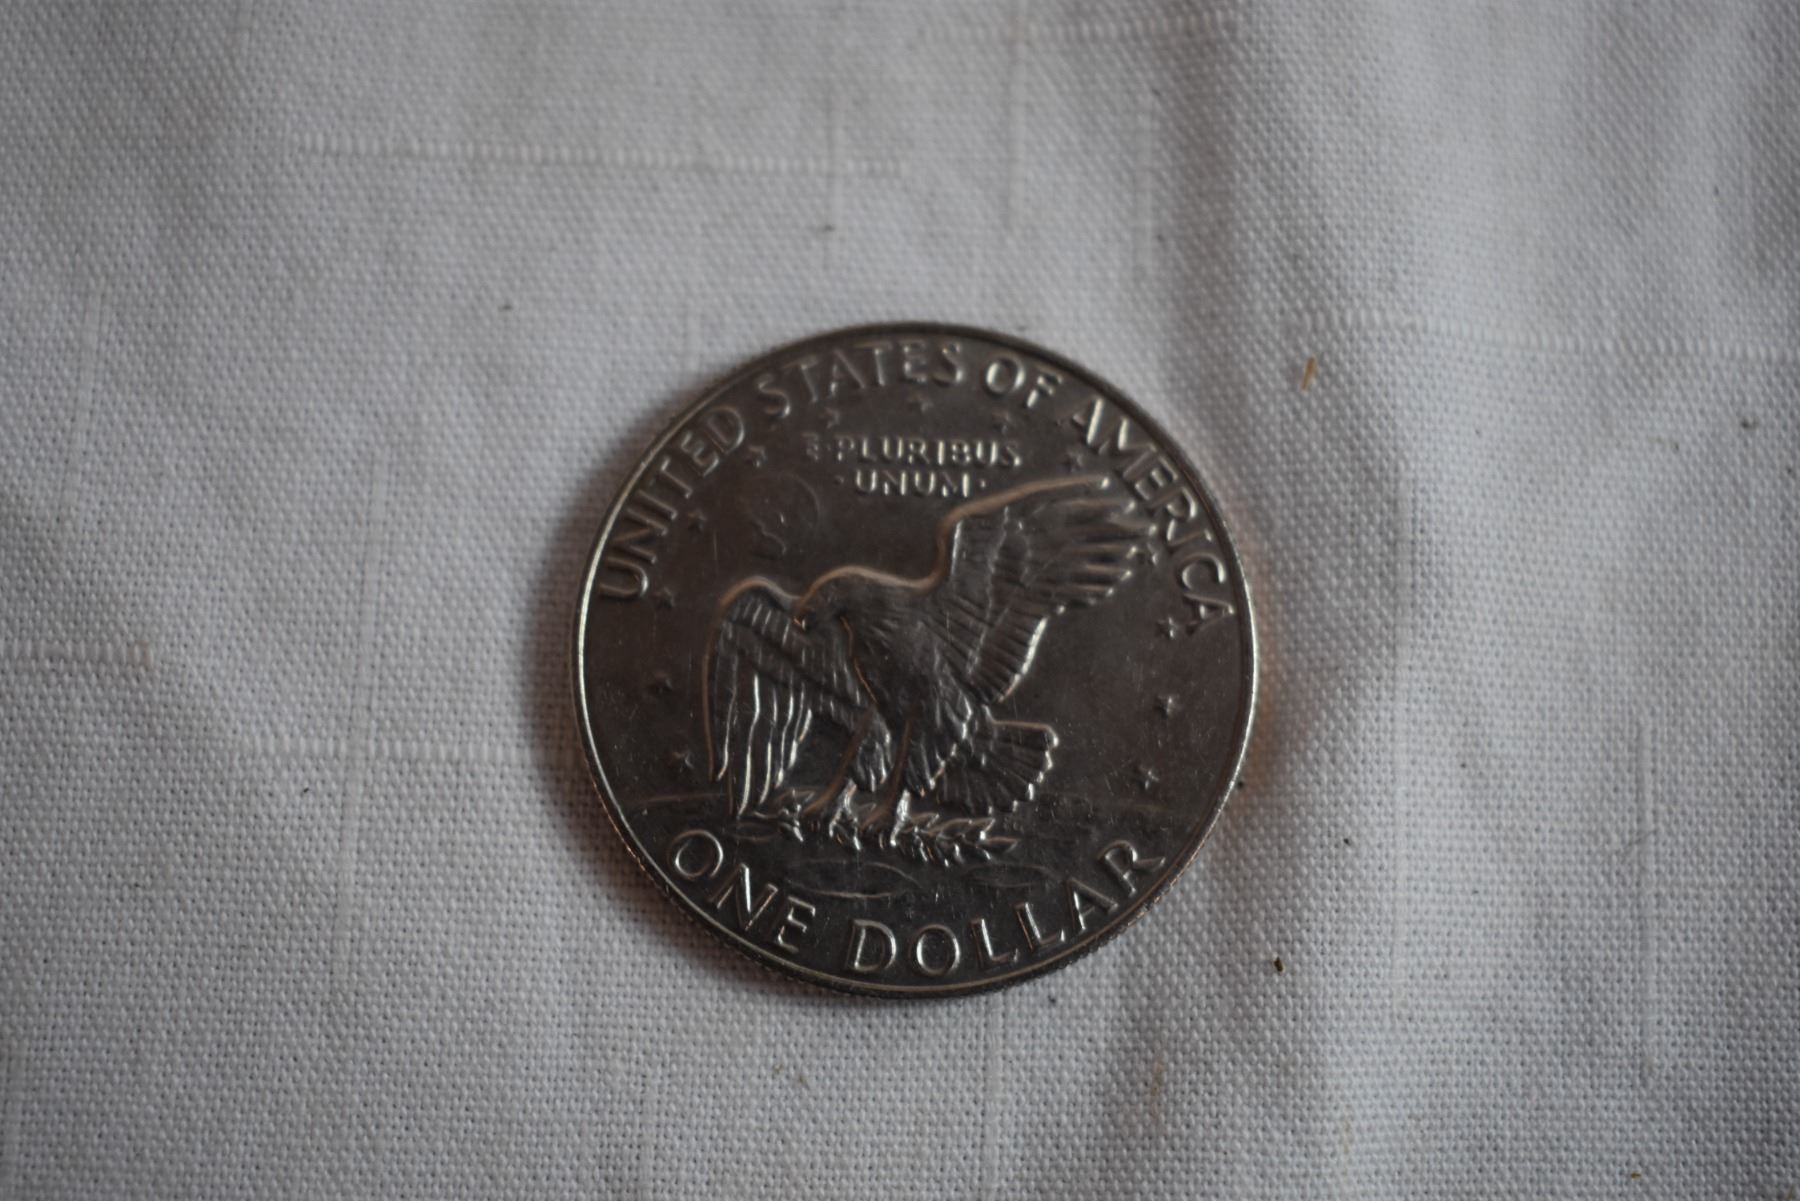 UNITED STATES OF AMERICA
E·PLURIBUS
·UNUM·
ONE DOLLAR